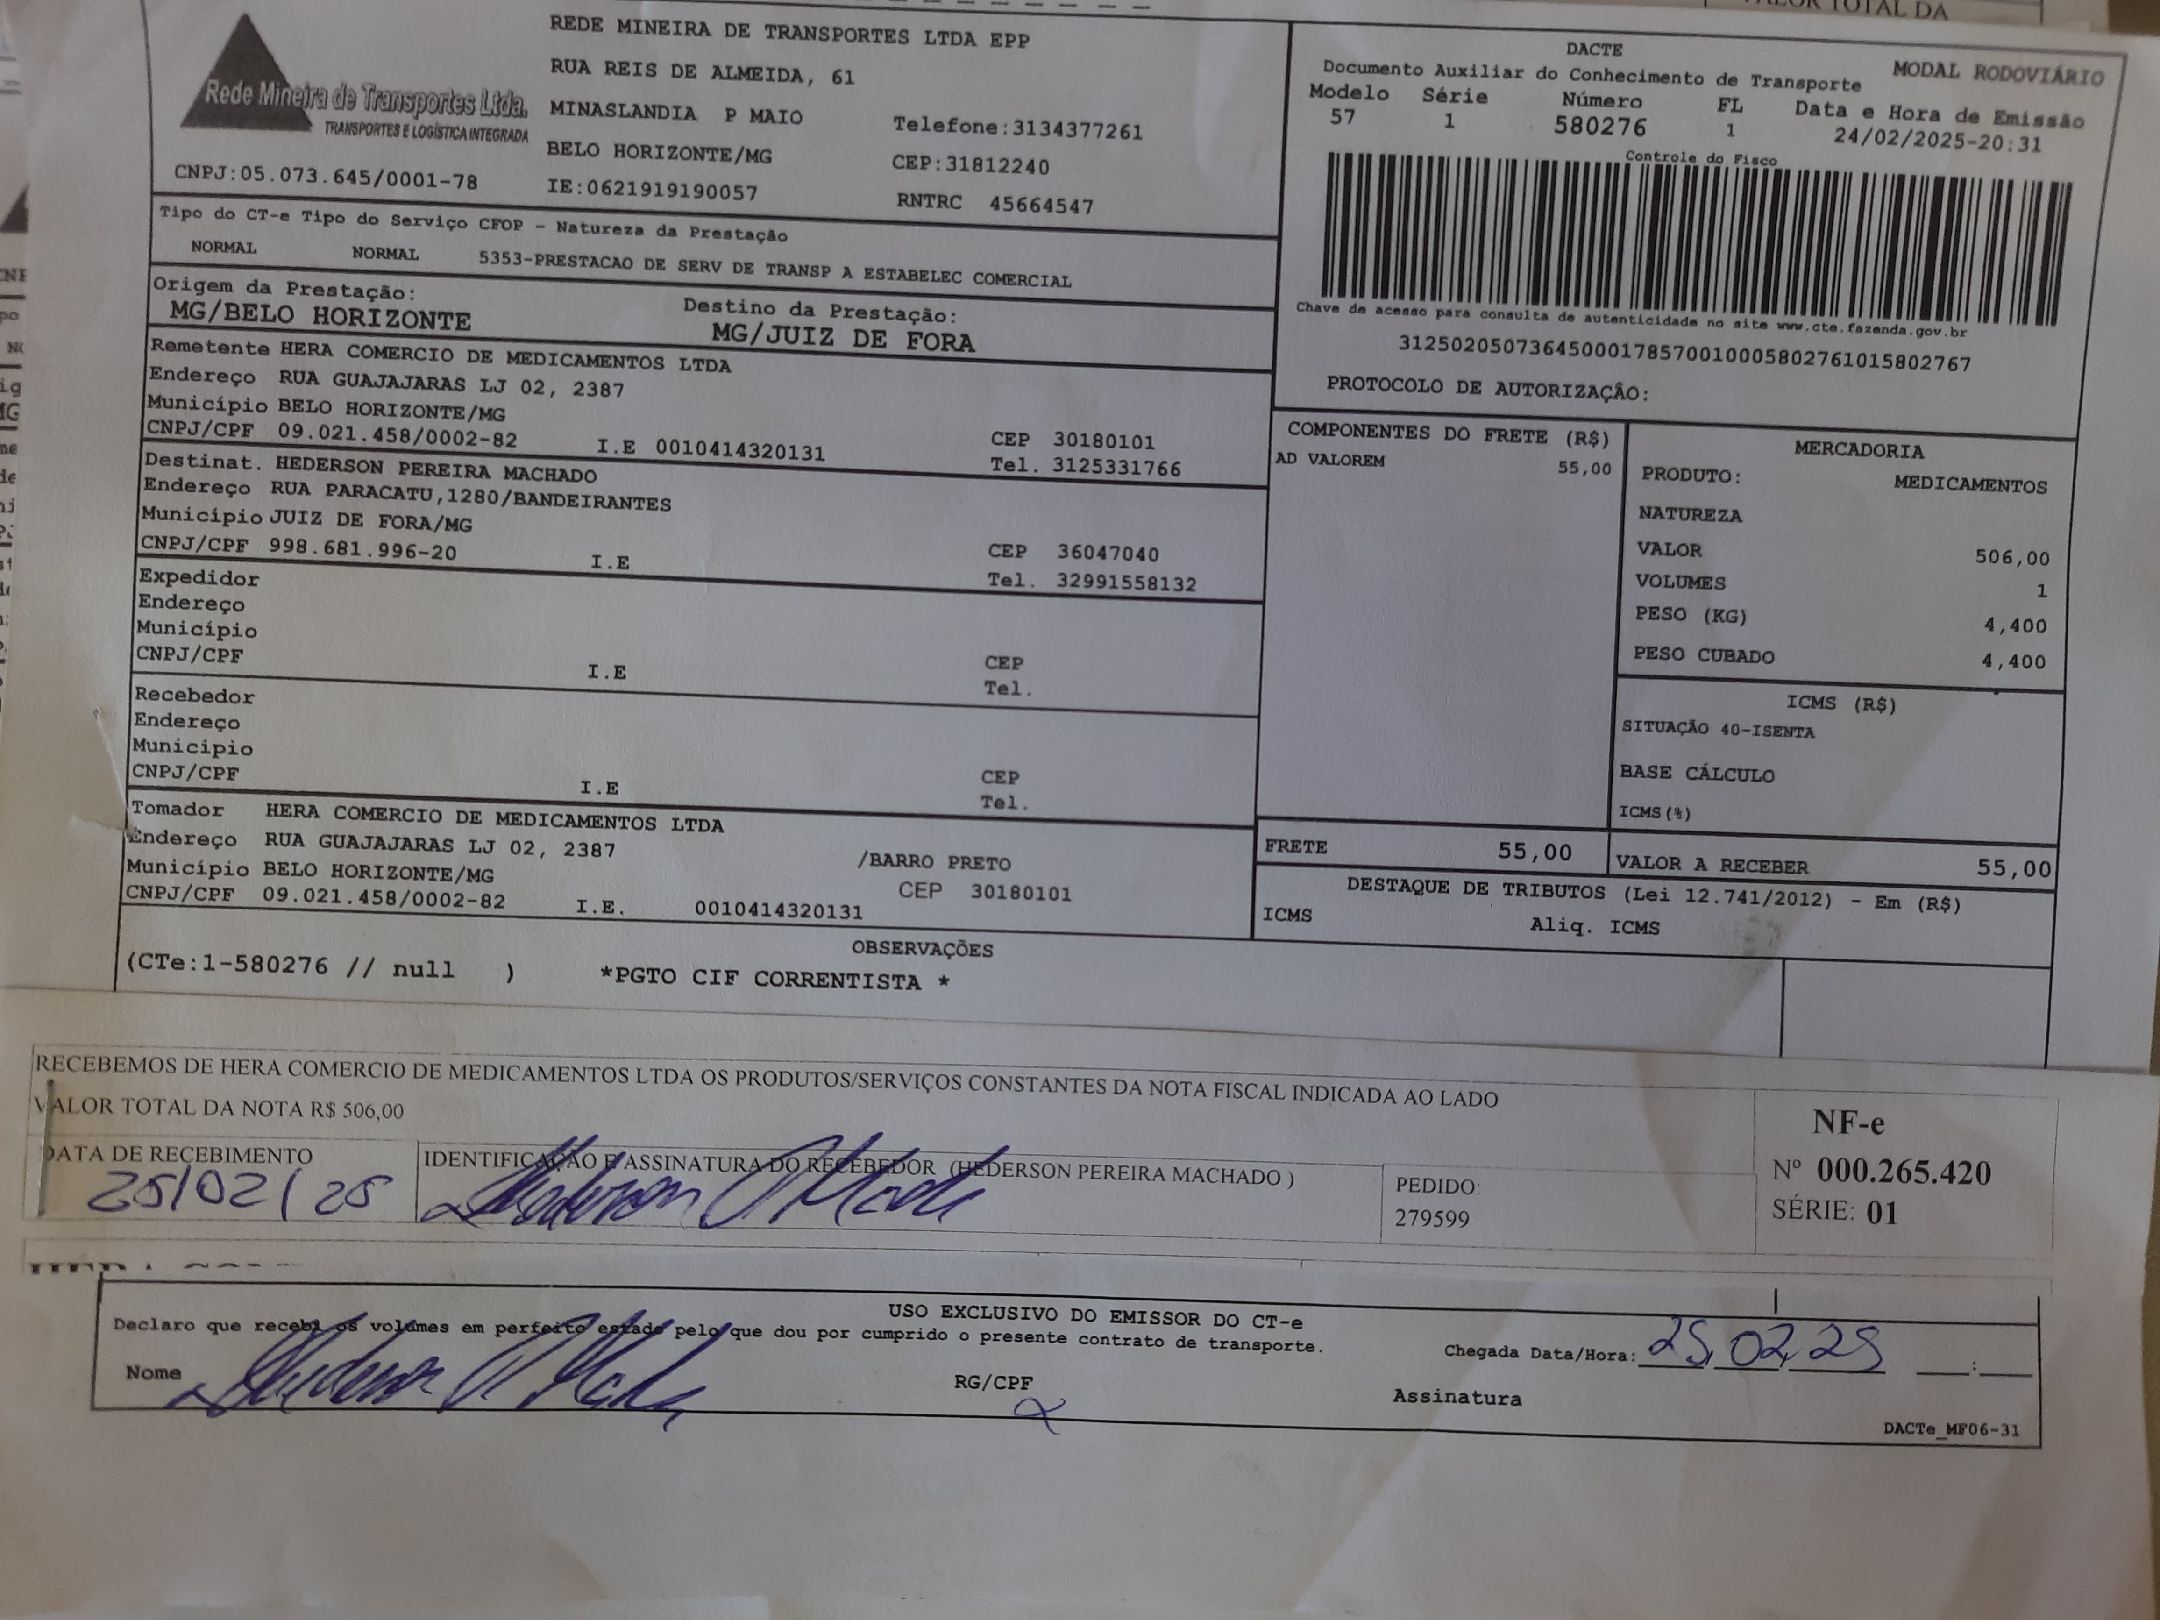 VALOR TOTAL DA
Rede Mineira de Transportes Ltda.
TRANSPORTES E LOGÍSTICA INTEGRADA
CNPJ:05.073.645/0001-78
REDE MINEIRA DE TRANSPORTES LTDA EPP
RUA REIS DE ALMEIDA, 61
MINASLANDIA P MAIO Telefone:3134377261
BELO HORIZONTE/MG CEP:31812240
IE:0621919190057 RNTRC 45664547
DACTE MODAL RODOVIÁRIO
Documento Auxiliar do Conhecimento de Transporte
Modelo Série Número FL Data e Hora de Emissão
57 1 580276 1 24/02/2025-20:31
Controle do Fisco
Chave de acesso para consulta de autenticidade no site www.cte.fazenda.gov.br
31250205073645000178570010005802761015802767
PROTOCOLO DE AUTORIZAÇÃO:
Tipo do CT-e Tipo do Serviço CFOP - Natureza da Prestação
NORMAL NORMAL 5353-PRESTACAO DE SERV DE TRANSP A ESTABELEC COMERCIAL
Origem da Prestação: Destino da Prestação:
MG/BELO HORIZONTE MG/JUIZ DE FORA
Remetente HERA COMERCIO DE MEDICAMENTOS LTDA
Endereço RUA GUAJAJARAS LJ 02, 2387
Município BELO HORIZONTE/MG CEP 30180101
CNPJ/CPF 09.021.458/0002-82 I.E 0010414320131 Tel. 3125331766
Destinat. HEDERSON PEREIRA MACHADO
Endereço RUA PARACATU,1280/BANDEIRANTES
Município JUIZ DE FORA/MG CEP 36047040
CNPJ/CPF 998.681.996-20 I.E Tel. 32991558132
Expedidor
Endereço
Município CEP
CNPJ/CPF I.E Tel.
Recebedor
Endereço
Município CEP
CNPJ/CPF I.E Tel.
Tomador HERA COMERCIO DE MEDICAMENTOS LTDA
Endereço RUA GUAJAJARAS LJ 02, 2387 /BARRO PRETO
Município BELO HORIZONTE/MG CEP 30180101
CNPJ/CPF 09.021.458/0002-82 I.E. 0010414320131
COMPONENTES DO FRETE (R$)
AD VALOREM 55,00
MERCADORIA
PRODUTO: MEDICAMENTOS
NATUREZA
VALOR 506,00
VOLUMES 1
PESO (KG) 4,400
PESO CUBADO 4,400
ICMS (R$)
SITUAÇÃO 40-ISENTA
BASE CÁLCULO
ICMS(%)
FRETE 55,00 VALOR A RECEBER 55,00
DESTAQUE DE TRIBUTOS (Lei 12.741/2012) - Em (R$)
ICMS Aliq. ICMS
OBSERVAÇÕES
(CTe:1-580276 // null ) *PGTO CIF CORRENTISTA *
RECEBEMOS DE HERA COMERCIO DE MEDICAMENTOS LTDA OS PRODUTOS/SERVIÇOS CONSTANTES DA NOTA FISCAL INDICADA AO LADO
VALOR TOTAL DA NOTA R$ 506,00
DATA DE RECEBIMENTO
25/02/25
IDENTIFICAÇÃO E ASSINATURA DO RECEBEDOR (HEDERSON PEREIRA MACHADO )
Hederson P Machado
PEDIDO:
279599
NF-e
Nº 000.265.420
SÉRIE: 01
USO EXCLUSIVO DO EMISSOR DO CT-e
Declaro que recebi os volumes em perfeito estado pelo que dou por cumprido o presente contrato de transporte.
Chegada Data/Hora: 25,02,25 :
Nome Hederson P Machado RG/CPF Assinatura
DACTe_MF06-31